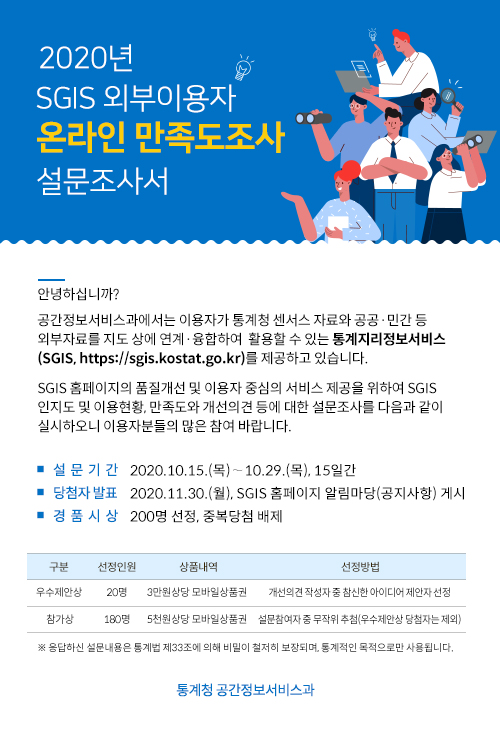 2020년
SGIS 외부이용자
온라인 만족도조사
설문조사서
안녕하십니까?
공간정보서비스과에서는 이용자가 통계청 센서스 자료와 공공·민간 등
외부자료를 지도 상에 연계·융합하여 활용할 수 있는 통계지리정보서비스
(SGIS, https://sgis.kostat.go.kr)를 제공하고 있습니다.
SGIS 홈페이지의 품질개선 및 이용자 중심의 서비스 제공을 위하여 SGIS
인지도 및 이용현황, 만족도와 개선의견 등에 대한 설문조사를 다음과 같이
실시하오니 이용자분들의 많은 참여 바랍니다.
■ 설 문 기 간 2020.10.15.(목) ~ 10.29.(목), 15일간
■ 당첨자 발표 2020.11.30.(월), SGIS 홈페이지 알림마당(공지사항) 게시
■ 경 품 시 상 200명 선정, 중복당첨 배제
구분 선정인원 상품내역 선정방법
우수제안상 20명 3만원상당 모바일상품권 개선의견 작성자 중 참신한 아이디어 제안자 선정
참가상 180명 5천원상당 모바일상품권 설문참여자 중 무작위 추첨(우수제안상 당첨자는 제외)
※ 응답하신 설문내용은 통계법 제33조에 의해 비밀이 철저히 보장되며, 통계적인 목적으로만 사용됩니다.
통계청 공간정보서비스과